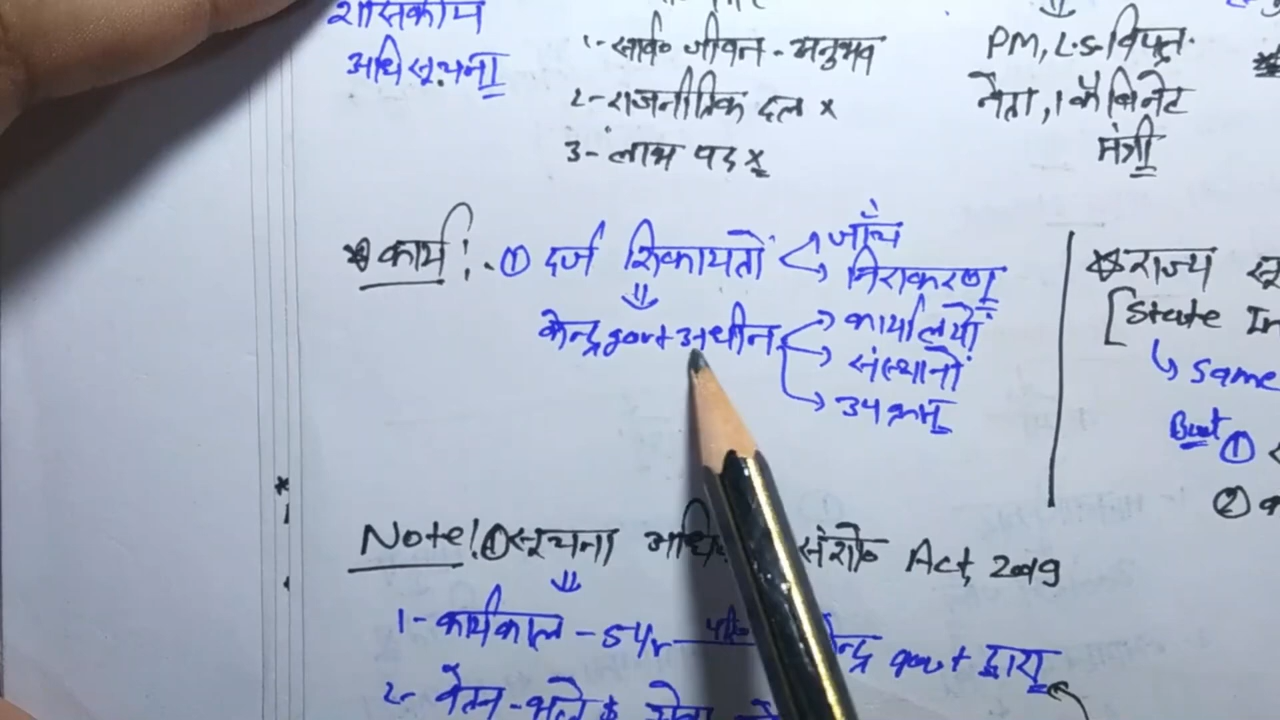 शासकीय
अधिसूचना
1- सार्व० जीवन - अनुभव
2- राजनीतिक दल x
3- लाभ पद x
PM, L.S. विपक्ष.
नेता, 1 कैबिनेट
मंत्री
कार्य :- ① दर्ज शिकायतों
जाँच
निराकरण
केन्द्र govt अधीन
कार्यालयों
संस्थानों
उपक्रम
राज्य
[State In
Same
But ①
②
Note! ① सूचना संशो० Act, 2019
1- कार्यकाल - 5 yr govt द्वारा
2- वेतन - भत्ते